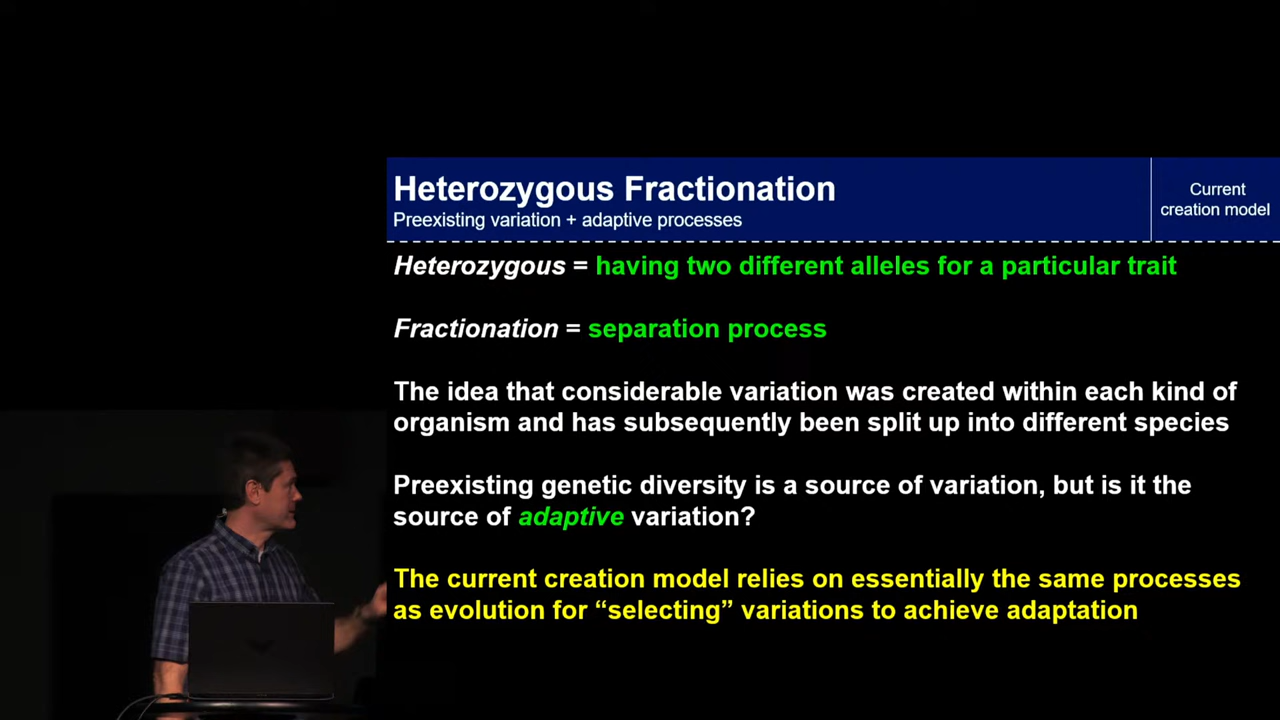 Heterozygous Fractionation
Preexisting variation + adaptive processes
Current
creation model
Heterozygous = having two different alleles for a particular trait
Fractionation = separation process
The idea that considerable variation was created within each kind of
organism and has subsequently been split up into different species
Preexisting genetic diversity is a source of variation, but is it the
source of adaptive variation?
The current creation model relies on essentially the same processes
as evolution for “selecting” variations to achieve adaptation